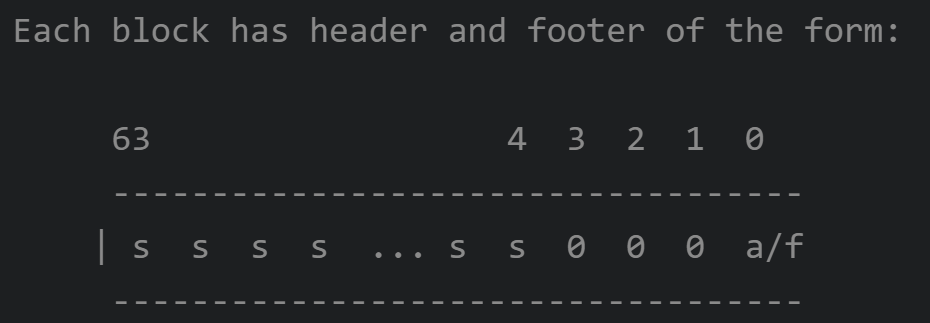 Each block has header and footer of the form:
63 4 3 2 1 0
-----------------------------------
| s s s s ... s s 0 0 0 a/f
-----------------------------------